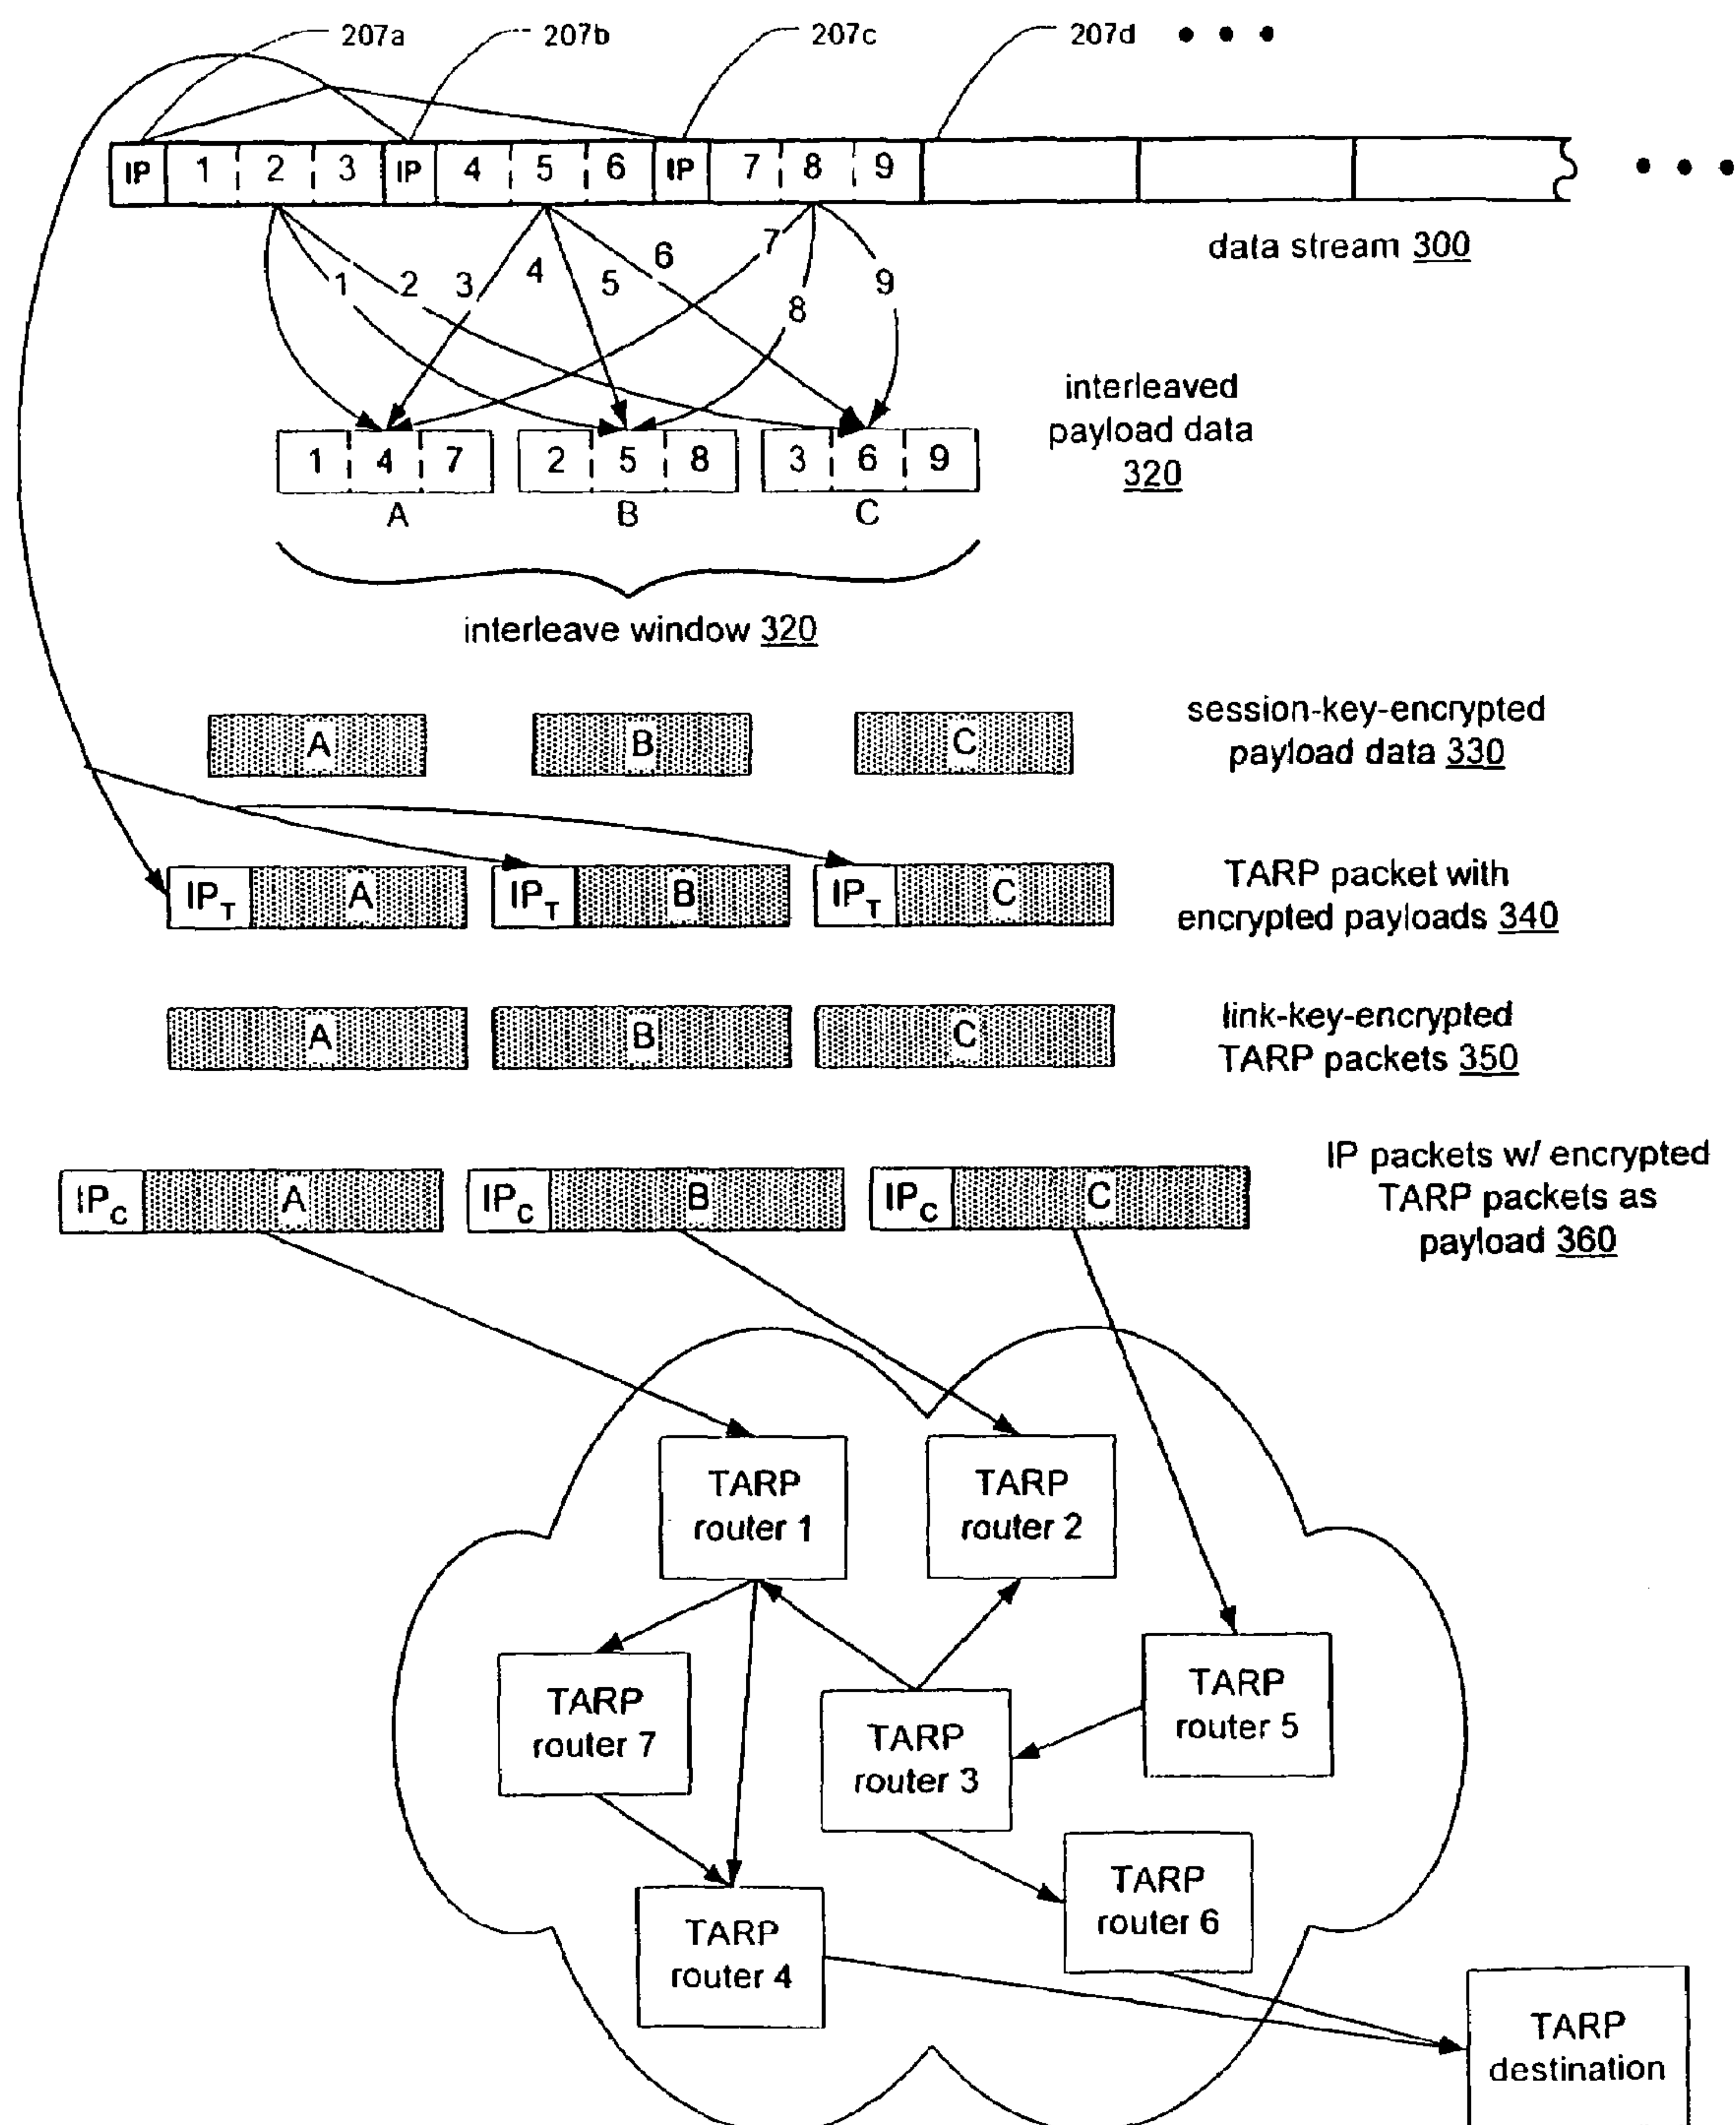 207a 207b 207c 207d • • •
IP 1 2 3 IP 4 5 6 IP 7 8 9 • • •
data stream 300
1 2 3 4 5 6 7 8 9
interleaved
payload data
320
1 4 7 2 5 8 3 6 9
A B C
interleave window 320
session-key-encrypted
payload data 330
A B C
TARP packet with
encrypted payloads 340
IPT A IPT B IPT C
link-key-encrypted
TARP packets 350
A B C
IP packets w/ encrypted
TARP packets as
payload 360
IPC A IPC B IPC C
TARP
router 1
TARP
router 2
TARP
router 5
TARP
router 7
TARP
router 3
TARP
router 6
TARP
router 4
TARP
destination